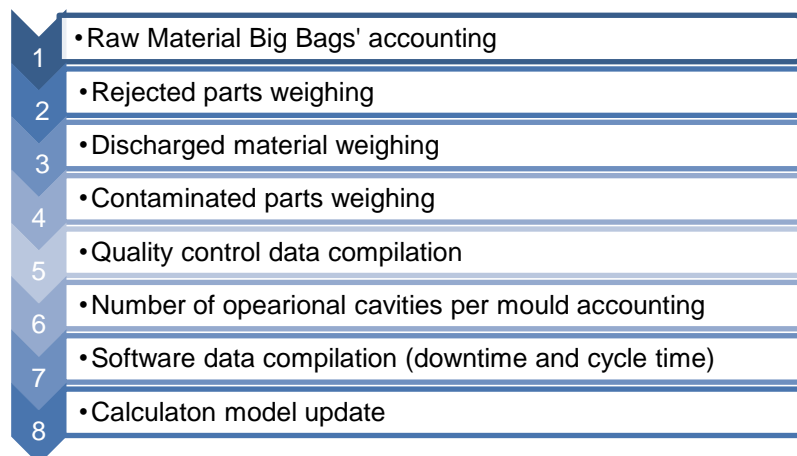 1 •Raw Material Big Bags' accounting
2 •Rejected parts weighing
3 •Discharged material weighing
4 •Contaminated parts weighing
5 •Quality control data compilation
6 •Number of opearional cavities per mould accounting
7 •Software data compilation (downtime and cycle time)
8 •Calculaton model update